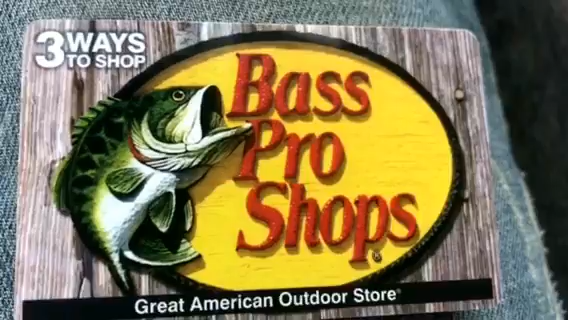 3 WAYS
TO SHOP
Bass
Pro
Shops®
Great American Outdoor Store®